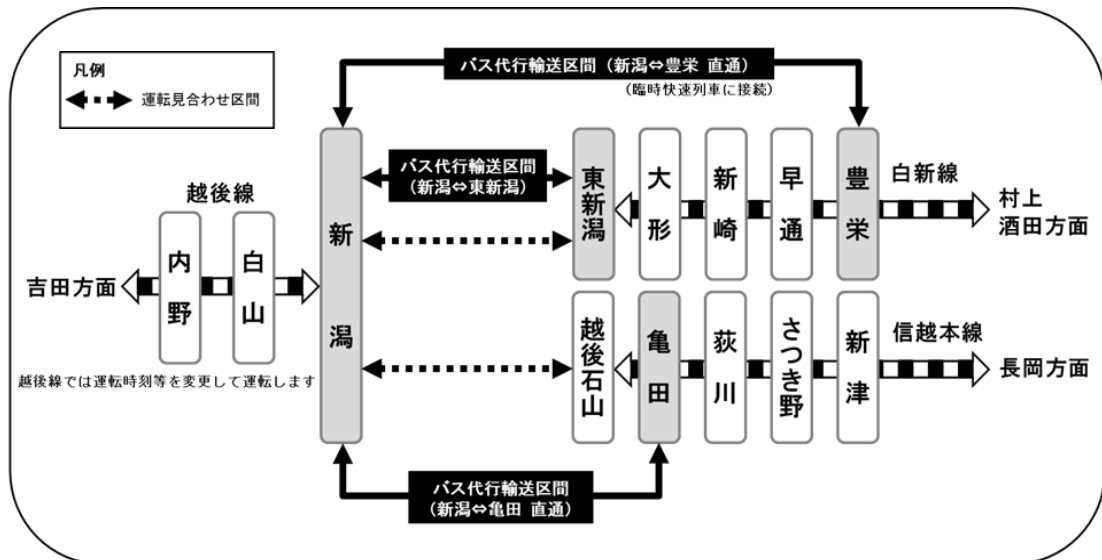 凡例
運転見合わせ区間
バス代行輸送区間（新潟⇔豊栄 直通）
（臨時快速列車に接続）
バス代行輸送区間
（新潟⇔東新潟）
越後線
吉田方面
内野
白山
新潟
東新潟
大形
新崎
早通
豊栄
白新線
村上
酒田方面
越後線では運転時刻等を変更して運転します
越後石山
亀田
荻川
さつき野
新津
信越本線
長岡方面
バス代行輸送区間
（新潟⇔亀田 直通）